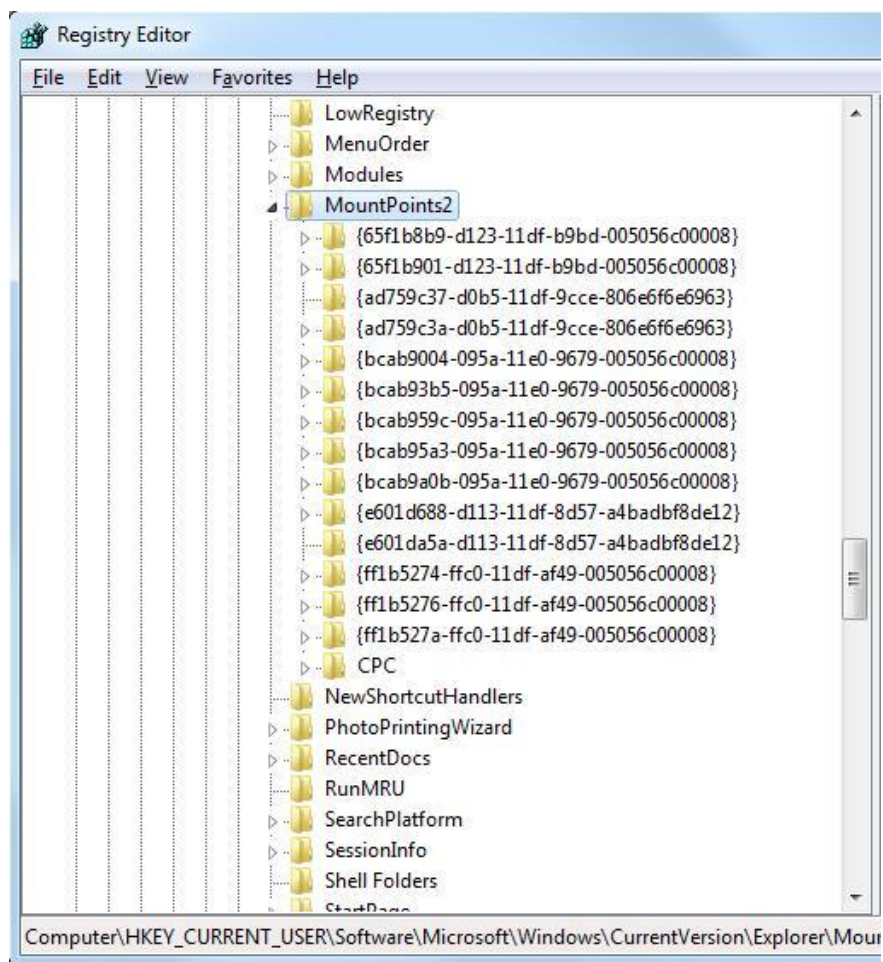 Registry Editor
File Edit View Favorites Help
LowRegistry
MenuOrder
Modules
MountPoints2
{65f1b8b9-d123-11df-b9bd-005056c00008}
{65f1b901-d123-11df-b9bd-005056c00008}
{ad759c37-d0b5-11df-9cce-806e6f6e6963}
{ad759c3a-d0b5-11df-9cce-806e6f6e6963}
{bcab9004-095a-11e0-9679-005056c00008}
{bcab93b5-095a-11e0-9679-005056c00008}
{bcab959c-095a-11e0-9679-005056c00008}
{bcab95a3-095a-11e0-9679-005056c00008}
{bcab9a0b-095a-11e0-9679-005056c00008}
{e601d688-d113-11df-8d57-a4badbf8de12}
{e601da5a-d113-11df-8d57-a4badbf8de12}
{ff1b5274-ffc0-11df-af49-005056c00008}
{ff1b5276-ffc0-11df-af49-005056c00008}
{ff1b527a-ffc0-11df-af49-005056c00008}
CPC
NewShortcutHandlers
PhotoPrintingWizard
RecentDocs
RunMRU
SearchPlatform
SessionInfo
Shell Folders
StartPage
Computer\HKEY_CURRENT_USER\Software\Microsoft\Windows\CurrentVersion\Explorer\Moun